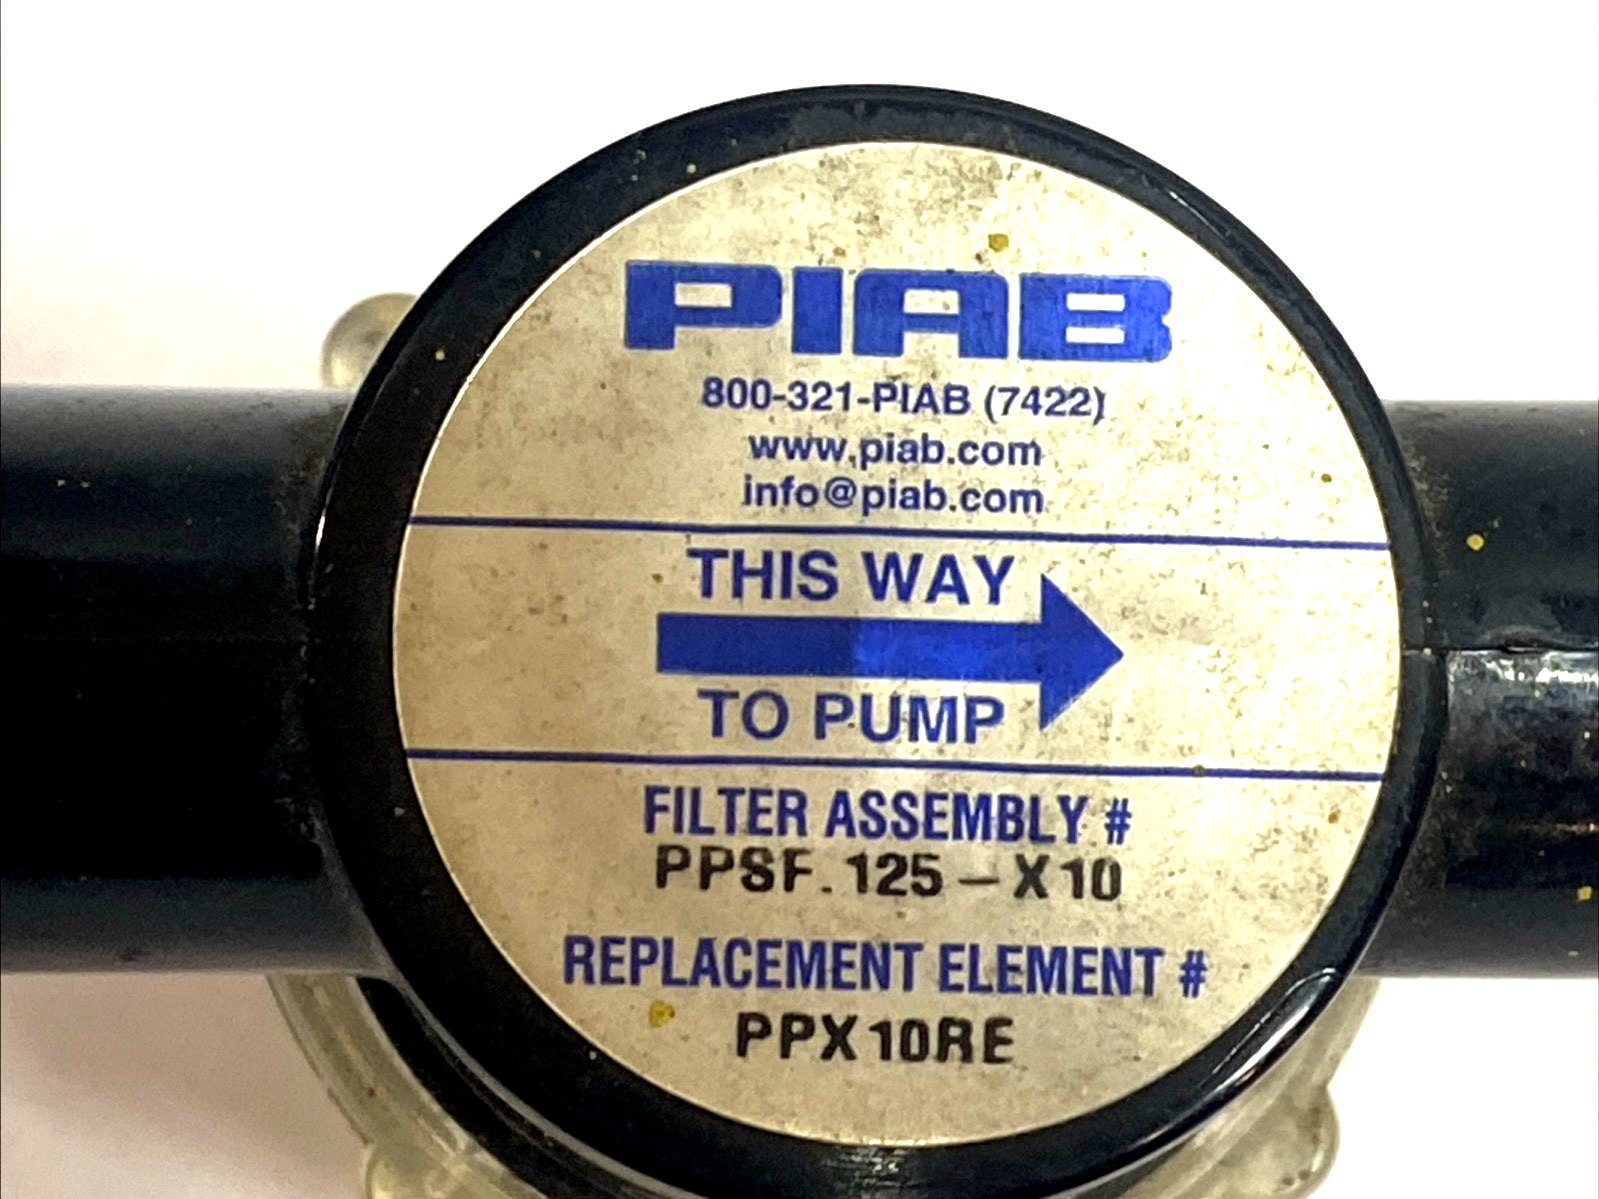 PIAB
800-321-PIAB (7422)
www.piab.com
info@piab.com
THIS WAY
TO PUMP
FILTER ASSEMBLY #
PPSF.125-X10
REPLACEMENT ELEMENT #
PPX10RE